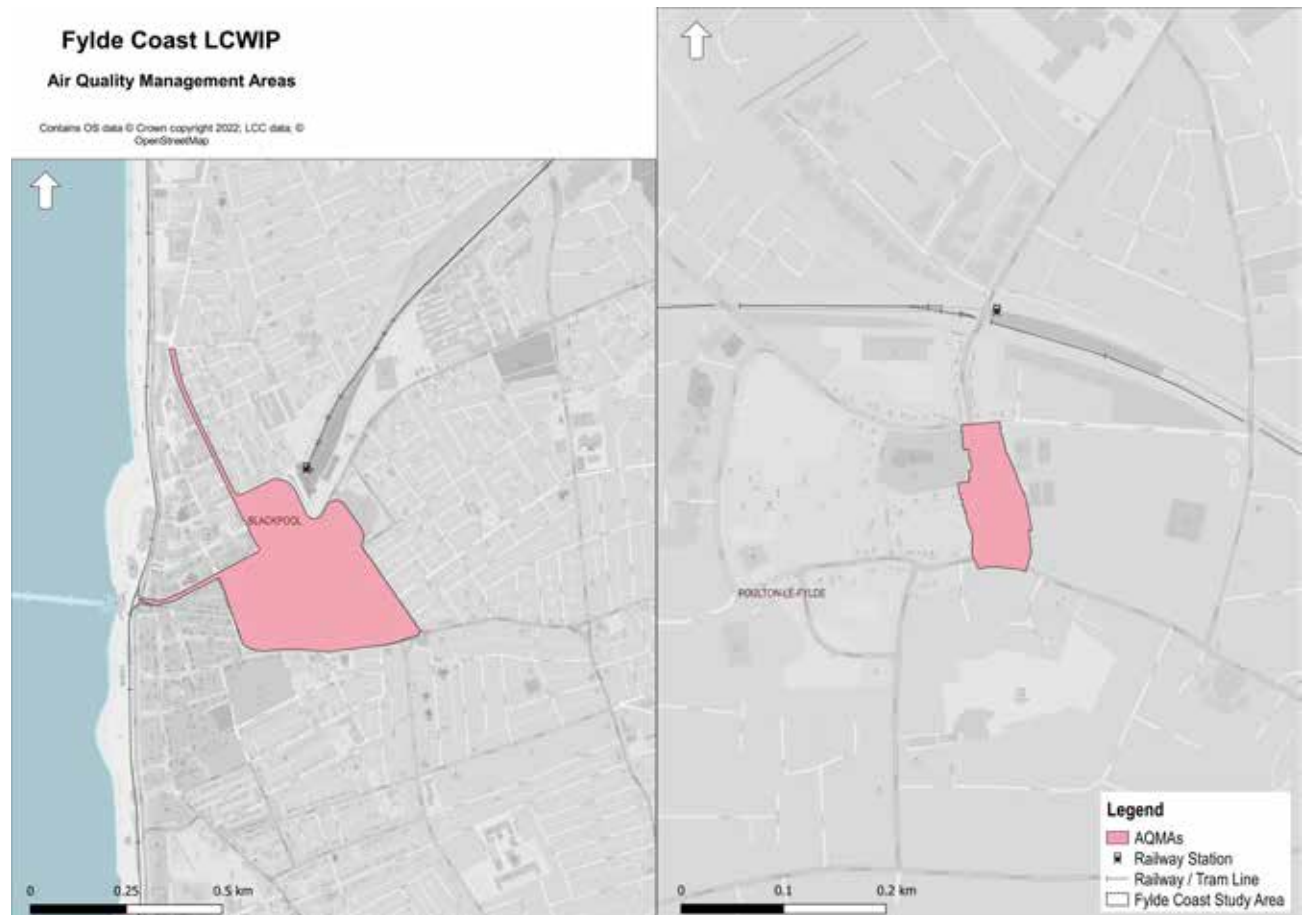 Fylde Coast LCWIP
Air Quality Management Areas
Contains OS data © Crown copyright 2022; LCC data; ©
OpenStreetMap
BLACKPOOL
0 0.25 0.5 km
POULTON-LE-FYLDE
0 0.1 0.2 km
Legend
AQMAs
Railway Station
Railway / Tram Line
Fylde Coast Study Area